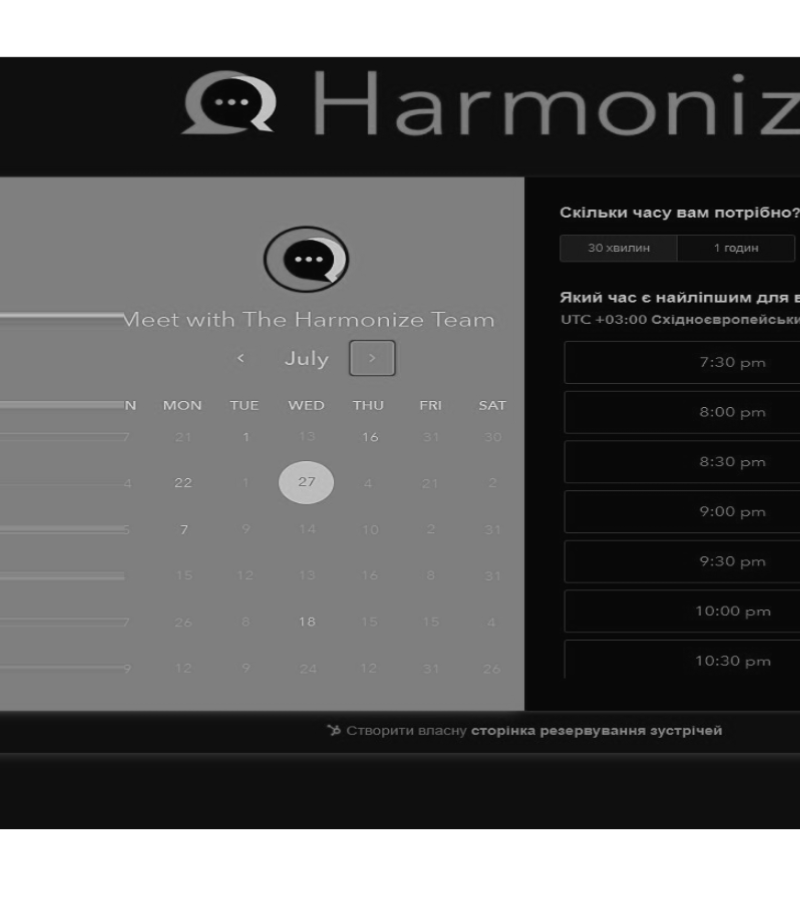 Harmoniz
Meet with The Harmonize Team
< July >
N MON TUE WED THU FRI SAT
7 21 1 13 16 31 30
4 22 1 27 4 21 2
7 9 14 10 2 31
15 12 13 16 8 31
7 26 8 18 15 15 4
9 12 9 24 12 31 26
Скільки часу вам потрібно?
30 хвилин 1 годин
Який час є найліпшим для в
UTC +03:00 Східноєвропейськи
7:30 pm
8:00 pm
8:30 pm
9:00 pm
9:30 pm
10:00 pm
10:30 pm
Створити власну сторінка резервування зустрічей